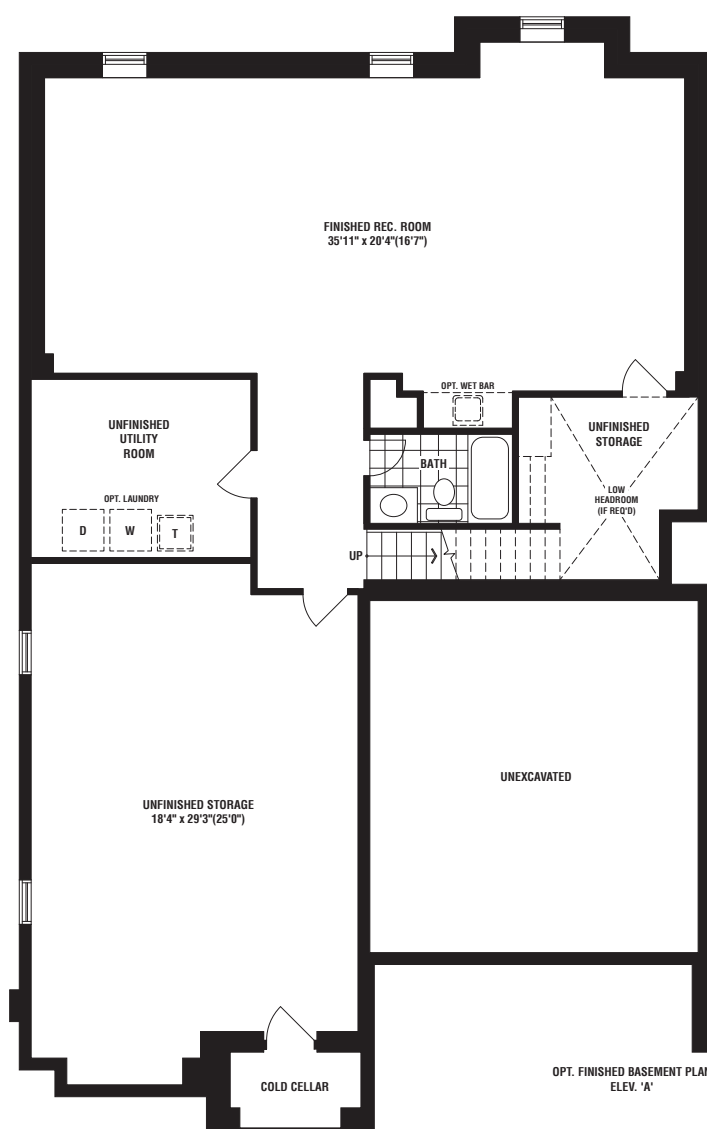 FINISHED REC. ROOM
35'11" x 20'4"(16'7")
OPT. WET BAR
UNFINISHED
UTILITY
ROOM
UNFINISHED
STORAGE
BATH
OPT. LAUNDRY
LOW
HEADROOM
(IF REQ'D)
D
W
T
UP
UNEXCAVATED
UNFINISHED STORAGE
18'4" x 29'3"(25'0")
COLD CELLAR
OPT. FINISHED BASEMENT PLAN
ELEV. 'A'